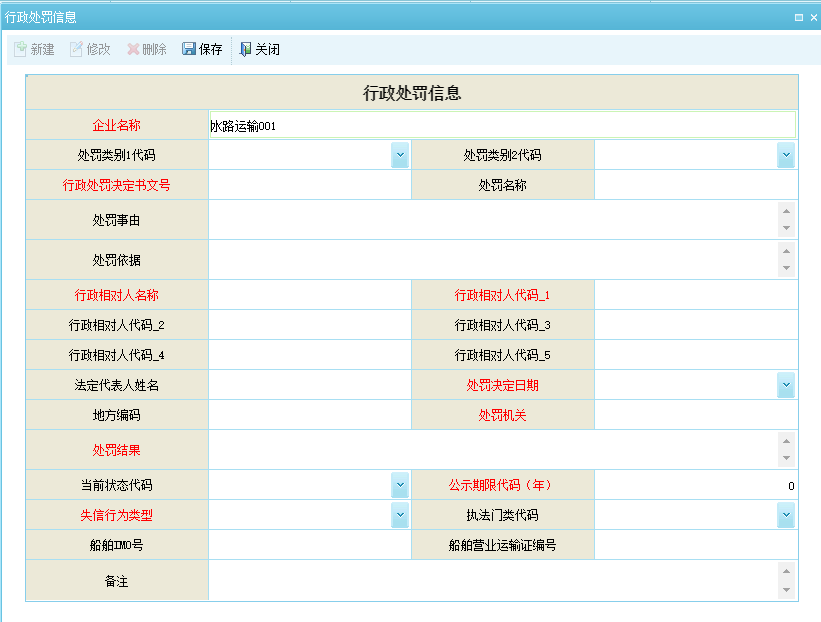 行政处罚信息
新建 修改 删除 保存 关闭
行政处罚信息
企业名称 水路运输001
处罚类别1代码 处罚类别2代码
行政处罚决定书文号 处罚名称
处罚事由
处罚依据
行政相对人名称 行政相对人代码_1
行政相对人代码_2 行政相对人代码_3
行政相对人代码_4 行政相对人代码_5
法定代表人姓名 处罚决定日期
地方编码 处罚机关
处罚结果
当前状态代码 公示期限代码（年） 0
失信行为类型 执法门类代码
船舶IMO号 船舶营业运输证编号
备注